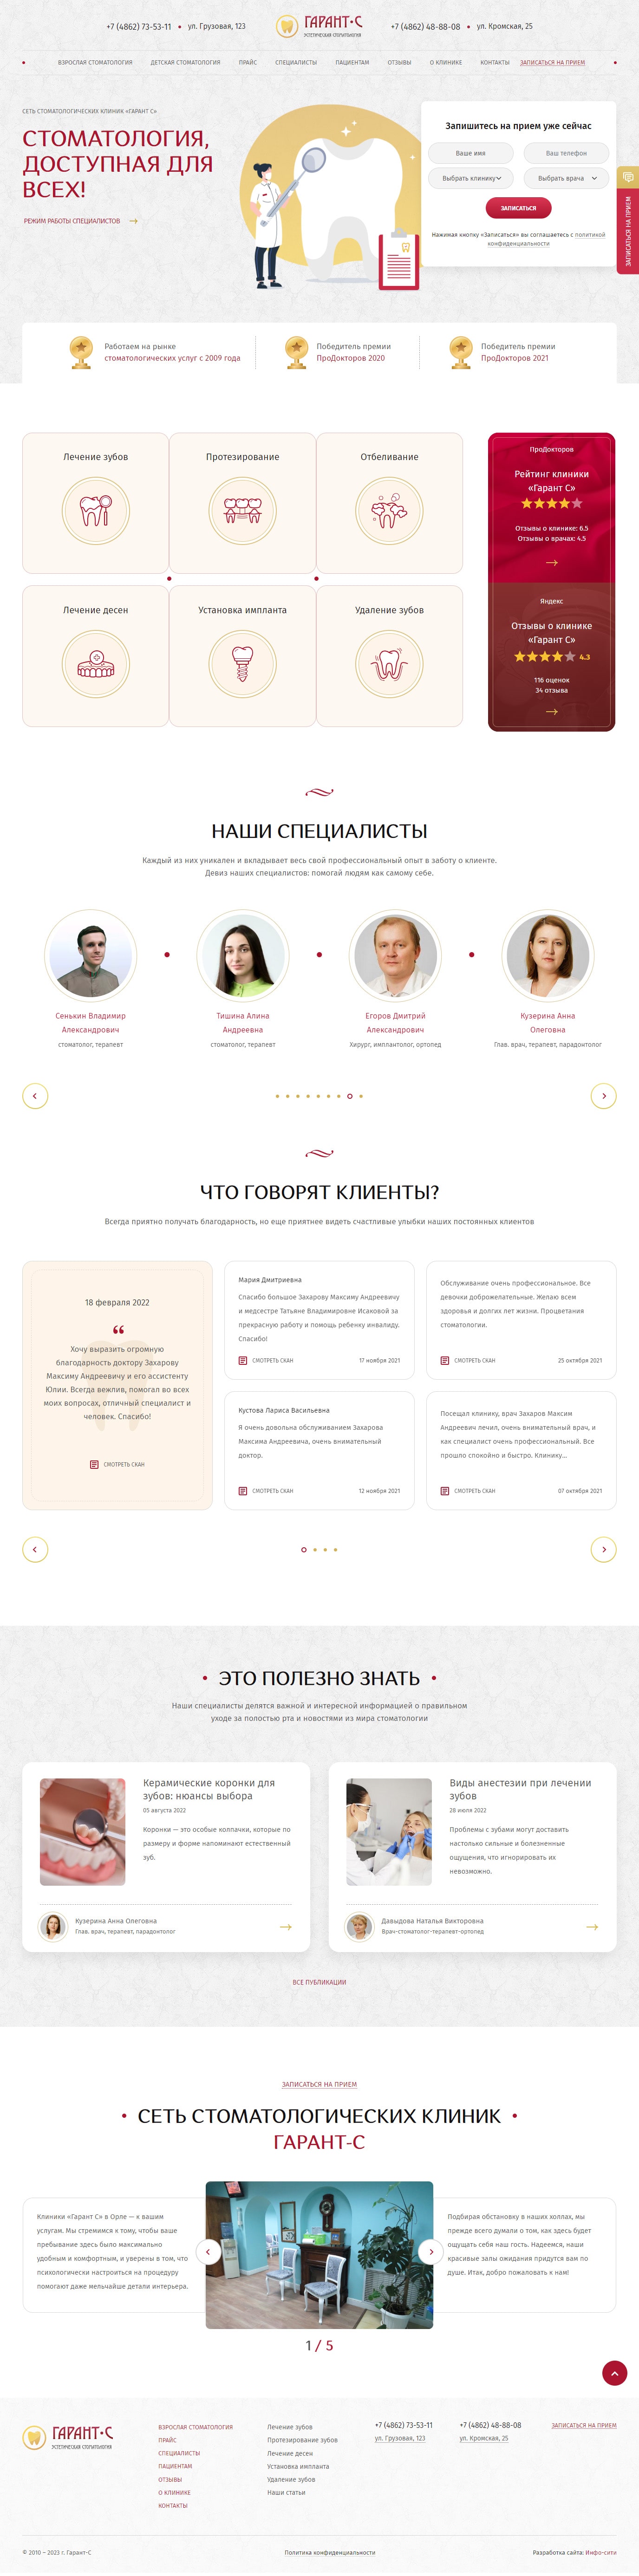 +7 (4862) 73-53-11 • ул. Грузовая, 123
ГАРАНТ·С
ЭСТЕТИЧЕСКАЯ СТОМАТОЛОГИЯ
+7 (4862) 48-88-08 • ул. Кромская, 25
ВЗРОСЛАЯ СТОМАТОЛОГИЯ ДЕТСКАЯ СТОМАТОЛОГИЯ ПРАЙС СПЕЦИАЛИСТЫ ПАЦИЕНТАМ ОТЗЫВЫ О КЛИНИКЕ КОНТАКТЫ ЗАПИСАТЬСЯ НА ПРИЕМ
СЕТЬ СТОМАТОЛОГИЧЕСКИХ КЛИНИК «ГАРАНТ С»
СТОМАТОЛОГИЯ,
ДОСТУПНАЯ ДЛЯ
ВСЕХ!
РЕЖИМ РАБОТЫ СПЕЦИАЛИСТОВ
Запишитесь на прием уже сейчас
Ваше имя
Ваш телефон
Выбрать клинику
Выбрать врача
ЗАПИСАТЬСЯ
Нажимая кнопку «Записаться» вы соглашаетесь с политикой
конфиденциальности
ЗАПИСАТЬСЯ НА ПРИЕМ
Работаем на рынке
стоматологических услуг с 2009 года
Победитель премии
ПроДокторов 2020
Победитель премии
ПроДокторов 2021
Лечение зубов
Протезирование
Отбеливание
Лечение десен
Установка импланта
Удаление зубов
ПроДокторов
Рейтинг клиники
«Гарант С»
Отзывы о клинике: 6.5
Отзывы о врачах: 4.5
Яндекс
Отзывы о клинике
«Гарант С»
4.3
116 оценок
34 отзыва
НАШИ СПЕЦИАЛИСТЫ
Каждый из них уникален и вкладывает весь свой профессиональный опыт в заботу о клиенте.
Девиз наших специалистов: помогай людям как самому себе.
Сенькин Владимир
Александрович
стоматолог, терапевт
Тишина Алина
Андреевна
стоматолог, терапевт
Егоров Дмитрий
Александрович
Хирург, имплантолог, ортопед
Кузерина Анна
Олеговна
Глав. врач, терапевт, парадонтолог
ЧТО ГОВОРЯТ КЛИЕНТЫ?
Всегда приятно получать благодарность, но еще приятнее видеть счастливые улыбки наших постоянных клиентов
18 февраля 2022
Хочу выразить огромную
благодарность доктору Захарову
Максиму Андреевичу и его ассистенту
Юлии. Всегда вежлив, помогал во всех
моих вопросах, отличный специалист и
человек. Спасибо!
СМОТРЕТЬ СКАН
Мария Дмитриевна
Спасибо большое Захарову Максиму Андреевичу
и медсестре Татьяне Владимировне Исаковой за
прекрасную работу и помощь ребенку инвалиду.
Спасибо!
СМОТРЕТЬ СКАН 17 ноября 2021
Обслуживание очень профессиональное. Все
девочки доброжелательные. Желаю всем
здоровья и долгих лет жизни. Процветания
стоматологии.
СМОТРЕТЬ СКАН 25 октября 2021
Кустова Лариса Васильевна
Я очень довольна обслуживанием Захарова
Максима Андреевича, очень внимательный
доктор.
СМОТРЕТЬ СКАН 12 ноября 2021
Посещал клинику, врач Захаров Максим
Андреевич лечил, очень внимательный врач, и
как специалист очень профессиональный. Все
прошло спокойно и быстро. Клинику...
СМОТРЕТЬ СКАН 07 октября 2021
ЭТО ПОЛЕЗНО ЗНАТЬ
Наши специалисты делятся важной и интересной информацией о правильном
уходе за полостью рта и новостями из мира стоматологии
Керамические коронки для
зубов: нюансы выбора
05 августа 2022
Коронки — это особые колпачки, которые по
размеру и форме напоминают естественный
зуб.
Кузерина Анна Олеговна
Глав. врач, терапевт, парадонтолог
Виды анестезии при лечении
зубов
28 июля 2022
Проблемы с зубами могут доставить
настолько сильные и болезненные
ощущения, что игнорировать их
невозможно.
Давыдова Наталья Викторовна
Врач-стоматолог-терапевт-ортопед
ВСЕ ПУБЛИКАЦИИ
ЗАПИСАТЬСЯ НА ПРИЕМ
СЕТЬ СТОМАТОЛОГИЧЕСКИХ КЛИНИК
ГАРАНТ-С
Клиники «Гарант С» в Орле — к вашим
услугам. Мы стремимся к тому, чтобы ваше
пребывание здесь было максимально
удобным и комфортным, и уверены в том, что
психологически настроиться на процедуру
помогают даже мельчайше детали интерьера.
Подбирая обстановку в наших холлах, мы
прежде всего думали о том, как здесь будет
ощущать себя наш гость. Надеемся, наши
красивые залы ожидания придутся вам по
душе. Итак, добро пожаловать к нам!
1 / 5
ГАРАНТ·С
ЭСТЕТИЧЕСКАЯ СТОМАТОЛОГИЯ
ВЗРОСЛАЯ СТОМАТОЛОГИЯ
ПРАЙС
СПЕЦИАЛИСТЫ
ПАЦИЕНТАМ
ОТЗЫВЫ
О КЛИНИКЕ
КОНТАКТЫ
Лечение зубов
Протезирование зубов
Лечение десен
Установка импланта
Удаление зубов
Наши статьи
+7 (4862) 73-53-11
ул. Грузовая, 123
+7 (4862) 48-88-08
ул. Кромская, 25
ЗАПИСАТЬСЯ НА ПРИЕМ
© 2010 – 2023 г. Гарант-С
Политика конфиденциальности
Разработка сайта: Инфо-сити